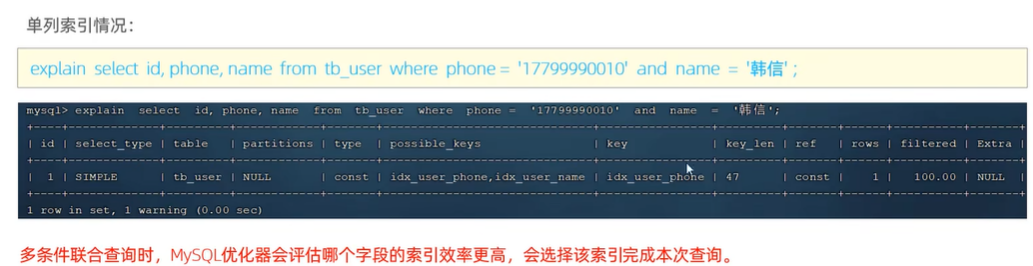 单列索引情况：
explain select id, phone, name from tb_user where phone = '17799990010' and name = '韩信' ;
mysql> explain select id, phone, name from tb_user where phone = '17799990010' and name = '韩信';
+----+-------------+---------+------------+-------+------------------------------+----------------+---------+-------+------+----------+-------+
| id | select_type | table | partitions | type | possible_keys | key | key_len | ref | rows | filtered | Extra |
+----+-------------+---------+------------+-------+------------------------------+----------------+---------+-------+------+----------+-------+
| 1 | SIMPLE | tb_user | NULL | const | idx_user_phone,idx_user_name | idx_user_phone | 47 | const | 1 | 100.00 | NULL |
+----+-------------+---------+------------+-------+------------------------------+----------------+---------+-------+------+----------+-------+
1 row in set, 1 warning (0.00 sec)
多条件联合查询时，MySQL优化器会评估哪个字段的索引效率更高，会选择该索引完成本次查询。